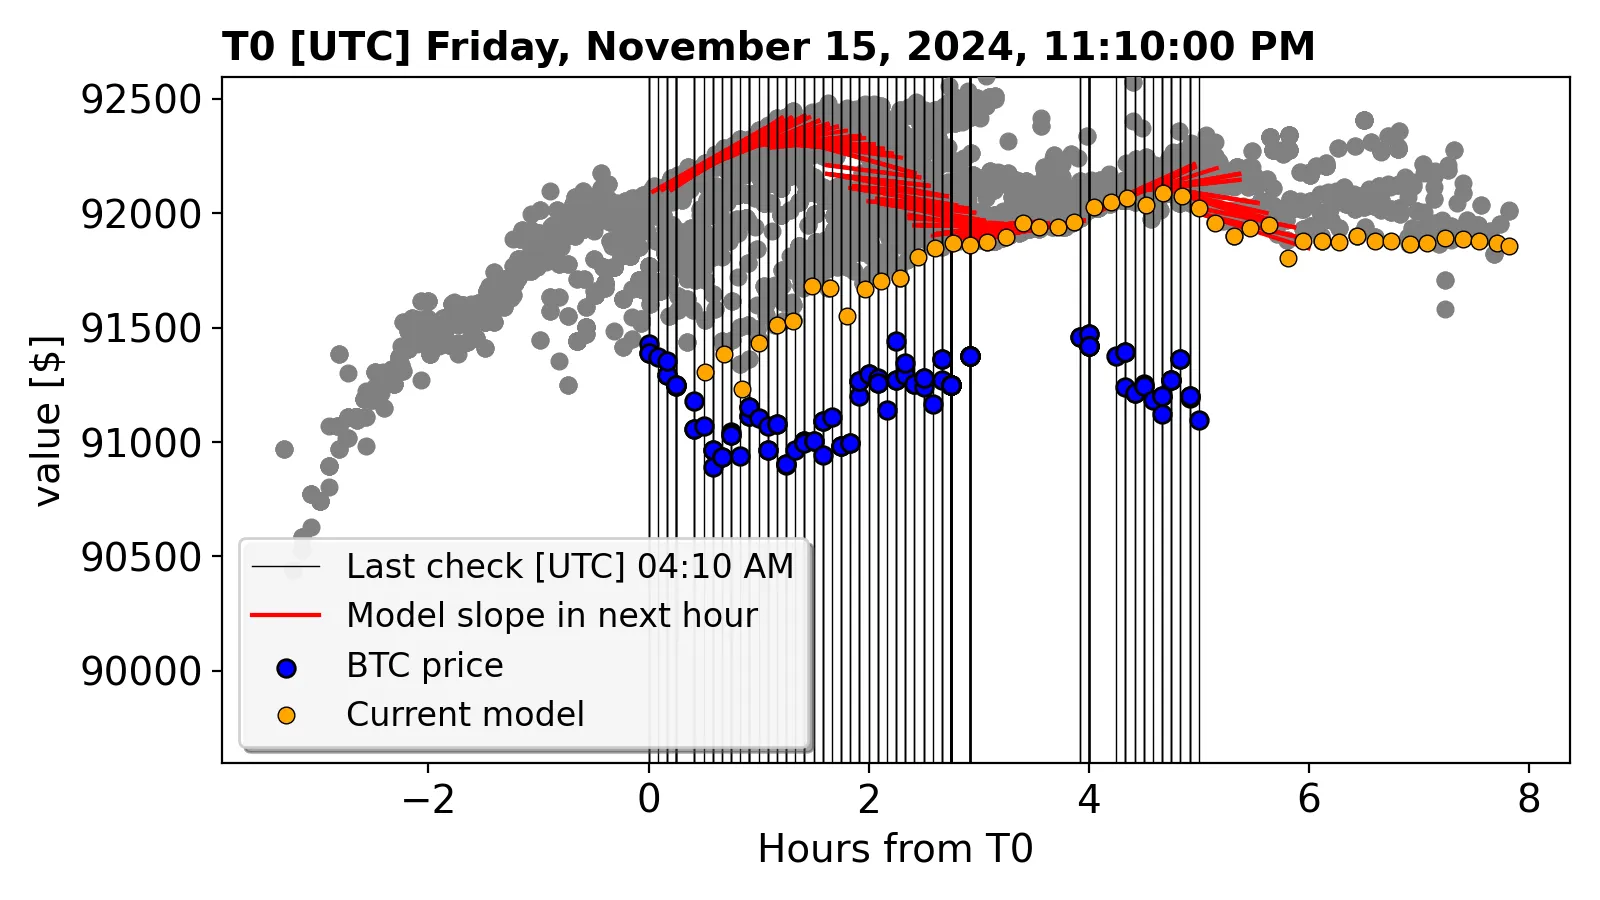 T0 [UTC] Friday, November 15, 2024, 11:10:00 PM
value [$]
92500
92000
91500
91000
90500
90000
Last check [UTC] 04:10 AM
Model slope in next hour
BTC price
Current model
−2 0 2 4 6 8
Hours from T0